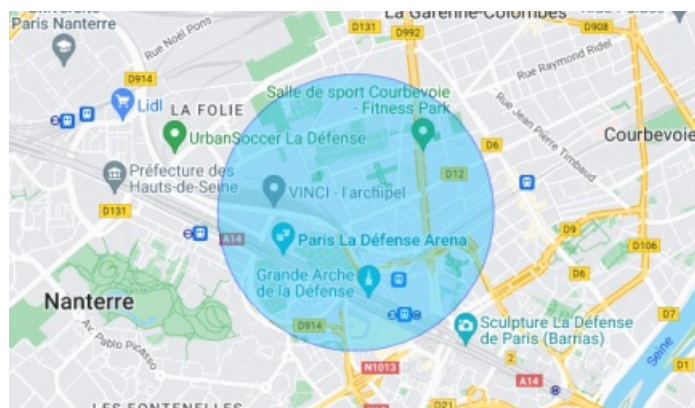 La Garenne-Colombes
Université
Paris Nanterre
Rue Noël Pons
D131
D992
D908
D914
Rue Raymond Ridel
Salle de sport Courbevoie
- Fitness Park
Lidl
LA FOLIE
Rue Jean Pierre Timbaud
UrbanSoccer La Défense
D6
Courbevoie
Préfecture des
Hauts-de-Seine
D12
VINCI - l'archipel
D131
A14
Paris La Défense Arena
D9
D106
Grande Arche
de la Défense
D6
Nanterre
D914
Sculpture La Défense
de Paris (Barrias)
D7
Av. Pablo Picasso
2
Seine
N1013
D1
A14
LES FONTENELLES
D21